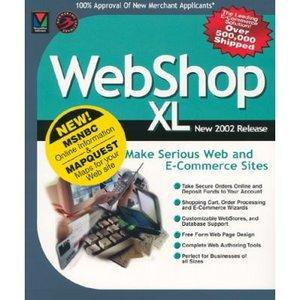 100% Approval Of New Merchant Applicants*
The Leading
E-Commerce
Solution!
Over
500,000
Shipped
WebShop
XL
New 2002 Release
NEW!
MSNBC
Online Information
&
MAPQUEST
Maps for your
Web site
Make Serious Web and
E-Commerce Sites
Take Secure Orders Online and
Deposit Funds to Your Account
Shopping Cart, Order Processing
and E-Commerce Wizards
Customizable WebStores, and
Database Support
Free Form Web Page Design
Complete Web Authoring Tools
Perfect for Businesses of
all Sizes